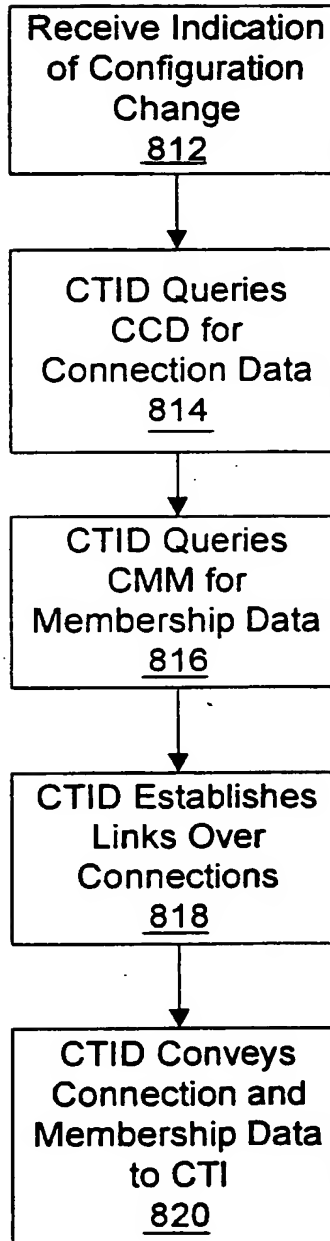 Receive Indication
of Configuration
Change
812
CTID Queries
CCD for
Connection Data
814
CTID Queries
CMM for
Membership Data
816
CTID Establishes
Links Over
Connections
818
CTID Conveys
Connection and
Membership Data
to CTI
820